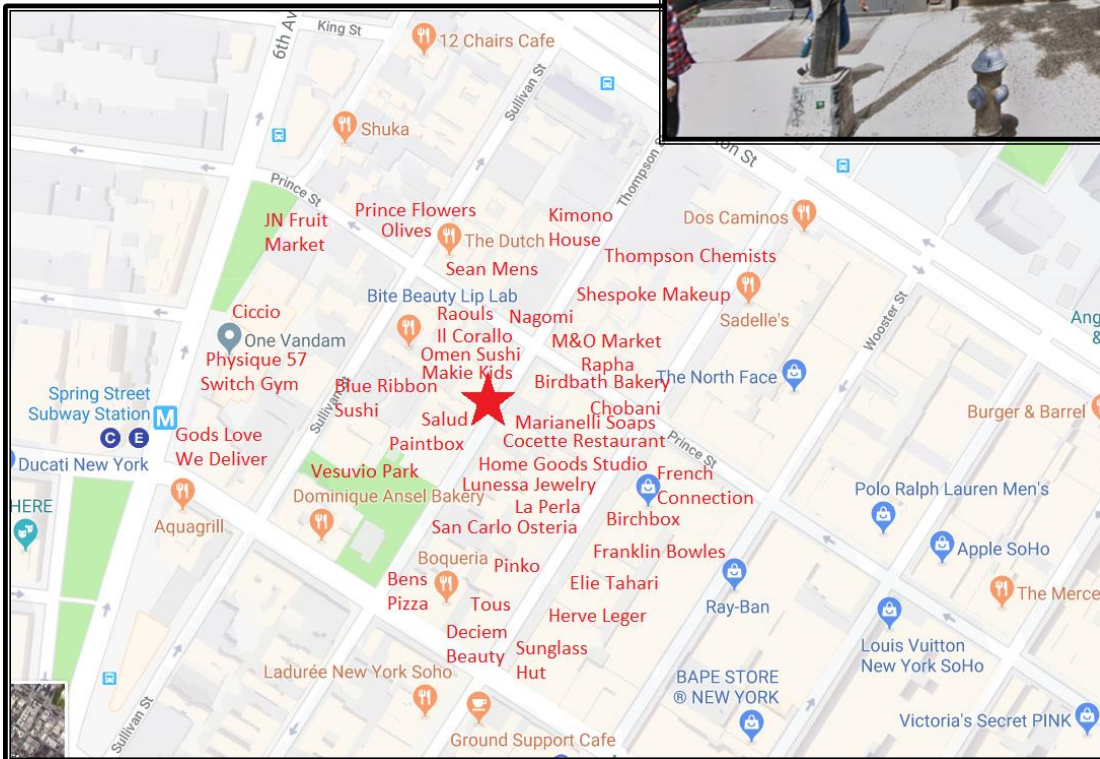 6th Av
King St
12 Chairs Cafe
Sullivan St
Shuka
ton St
Thompson S
Prince St
JN Fruit
Market
Prince Flowers
Olives
The Dutch
Kimono
House
Dos Caminos
Sean Mens
Thompson Chemists
Bite Beauty Lip Lab
Shespoke Makeup
Sadelle's
Wooster St
Raouls
Nagomi
Ciccio
One Vandam
Il Corallo
M&O Market
Omen Sushi
Rapha
Physique 57
Switch Gym
Makie Kids
Birdbath Bakery
The North Face
Ang
&
Spring Street
Subway Station
M
C E
Blue Ribbon
Sushi
Sullivan St
Chobani
Burger & Barrel
Salud
Marianelli Soaps
Gods Love
We Deliver
Paintbox
Cocette Restaurant
Prince St
Ducati New York
Vesuvio Park
Home Goods Studio
French
Connection
Lunessa Jewelry
Dominique Ansel Bakery
La Perla
Polo Ralph Lauren Men's
HERE
Aquagrill
San Carlo Osteria
Birchbox
Apple SoHo
Franklin Bowles
Boqueria
Pinko
Bens
Pizza
Elie Tahari
Ray-Ban
The Merce
Tous
Herve Leger
Deciem
Beauty
Sunglass
Hut
Louis Vuitton
New York SoHo
Ladurée New York Soho
BAPE STORE
® NEW YORK
Sullivan St
Victoria's Secret PINK
Ground Support Cafe